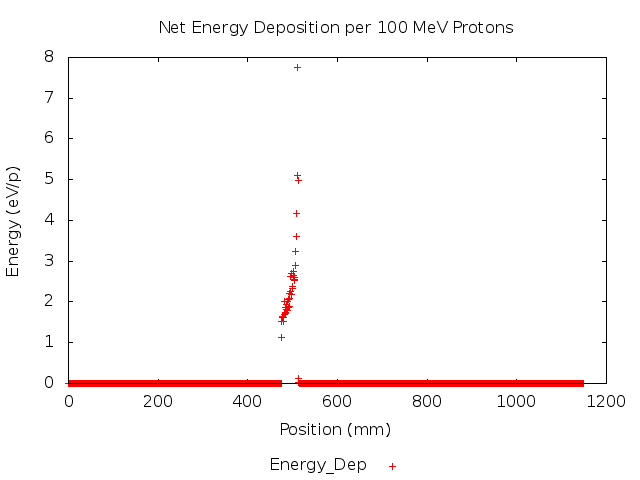 Net Energy Deposition per 100 MeV Protons
8
7
6
5
4
3
2
1
0
Energy (eV/p)
0 200 400 600 800 1000 1200
Position (mm)
Energy_Dep